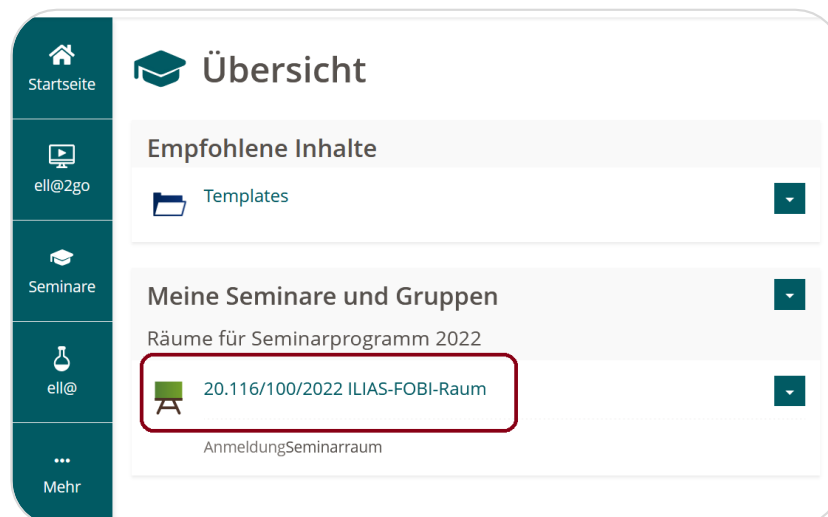 Startseite
ell@2go
Seminare
ell@
Mehr
Übersicht
Empfohlene Inhalte
Templates
Meine Seminare und Gruppen
Räume für Seminarprogramm 2022
20.116/100/2022 ILIAS-FOBI-Raum
AnmeldungSeminarraum